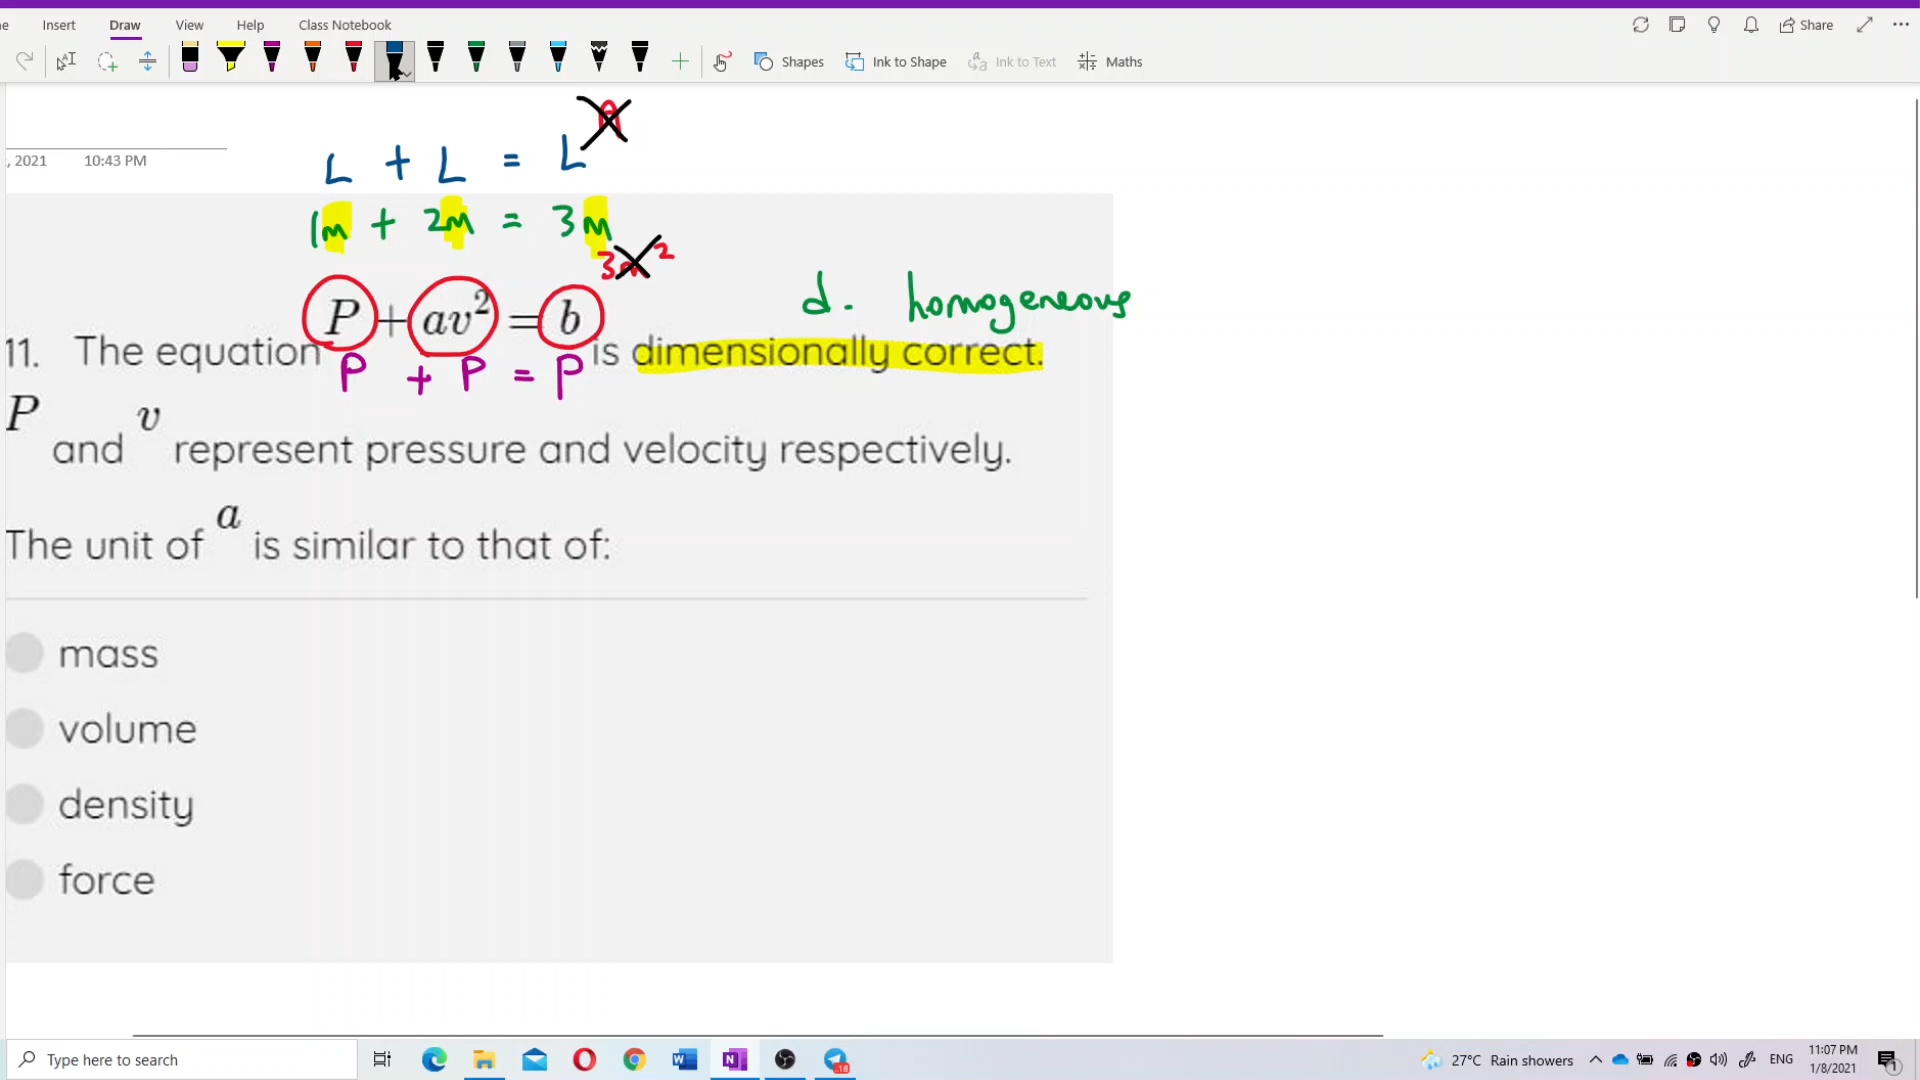 Insert Draw View Help Class Notebook Share
Shapes Ink to Shape Ink to Text Maths
, 2021 10:43 PM
L + L = L
1m + 2m = 3m
3 2
P + av² = b
d. homogeneous
11. The equation is dimensionally correct.
P + P = P
P and v represent pressure and velocity respectively.
The unit of a is similar to that of:
mass
volume
density
force
Type here to search
27°C Rain showers ENG 11:07 PM
1/8/2021